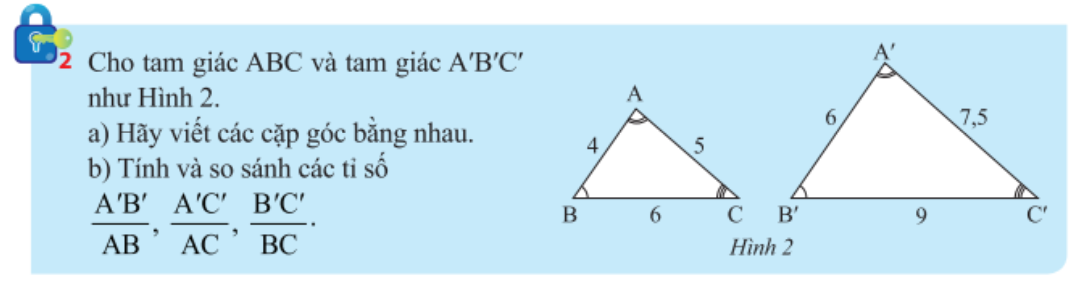 2 Cho tam giác ABC và tam giác A'B'C'
như Hình 2.
a) Hãy viết các cặp góc bằng nhau.
b) Tính và so sánh các tỉ số
A'B'/AB, A'C'/AC, B'C'/BC.
A
4
5
B
6
C
A'
6
7,5
B'
9
C'
Hình 2